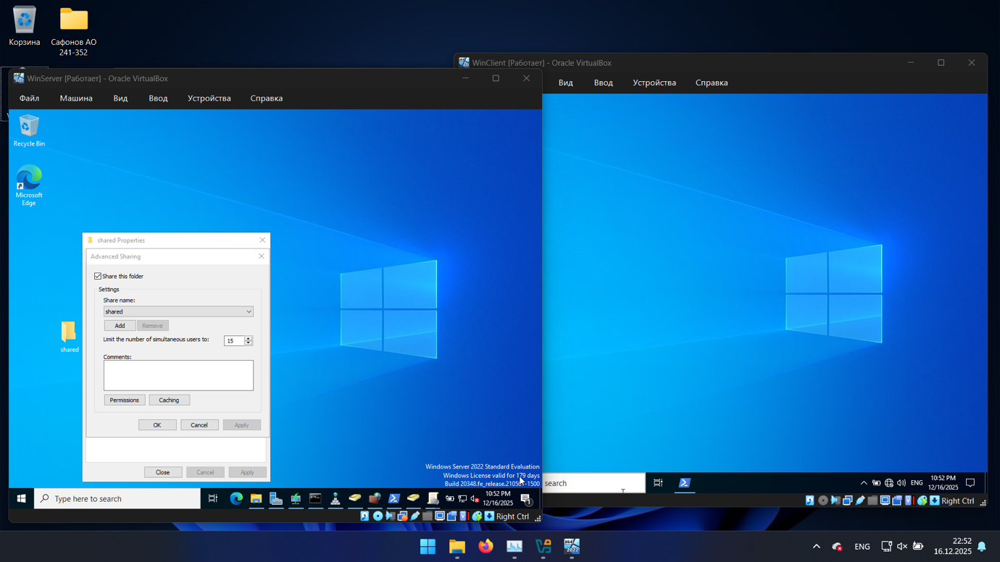 Корзина
Сафонов АО
241-352
WinClient [Работает] - Oracle VirtualBox
Вид
Ввод
Устройства
Справка
WinServer [Работает] - Oracle VirtualBox
Файл
Машина
Вид
Ввод
Устройства
Справка
Recycle Bin
Microsoft
Edge
shared
shared Properties
Advanced Sharing
Share this folder
Settings
Share name:
shared
Add
Remove
Limit the number of simultaneous users to:
15
Comments:
Permissions
Caching
OK
Cancel
Apply
Close
Cancel
Apply
Windows Server 2022 Standard Evaluation
Windows License valid for 179 days
Build 20348.fe_release.210507-1500
Type here to search
10:52 PM
12/16/2025
1
Right Ctrl
search
ENG
10:52 PM
12/16/2025
Right Ctrl
X64
2022
ENG
22:52
16.12.2025